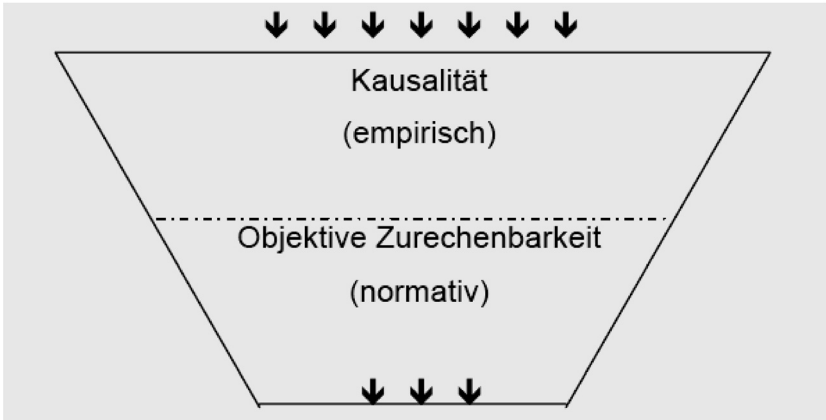 Kausalität
(empirisch)
Objektive Zurechenbarkeit
(normativ)